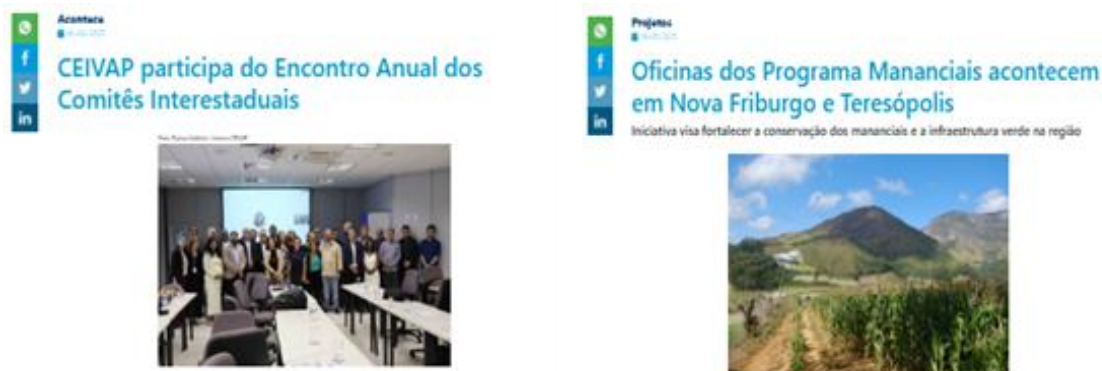 Acontece
CEIVAP participa do Encontro Anual dos
Comitês Interestaduais
Projetos
Oficinas dos Programa Mananciais acontecem
em Nova Friburgo e Teresópolis
Iniciativa visa fortalecer a conservação dos mananciais e a infraestrutura verde na região